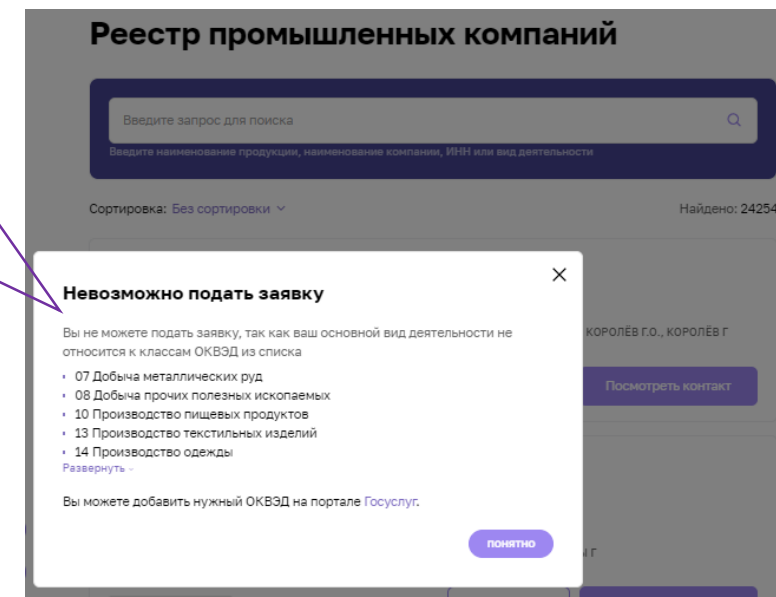 Реестр промышленных компаний
Введите запрос для поиска
Введите наименование продукции, наименование компании, ИНН или вид деятельности
Сортировка: Без сортировки
Найдено: 24254
Невозможно подать заявку
Вы не можете подать заявку, так как ваш основной вид деятельности не
относится к классам ОКВЭД из списка
07 Добыча металлических руд
08 Добыча прочих полезных ископаемых
10 Производство пищевых продуктов
13 Производство текстильных изделий
14 Производство одежды
Развернуть
Вы можете добавить нужный ОКВЭД на портале Госуслуг.
ПОНЯТНО
КОРОЛЁВ Г.О., КОРОЛЁВ Г
Посмотреть контакт